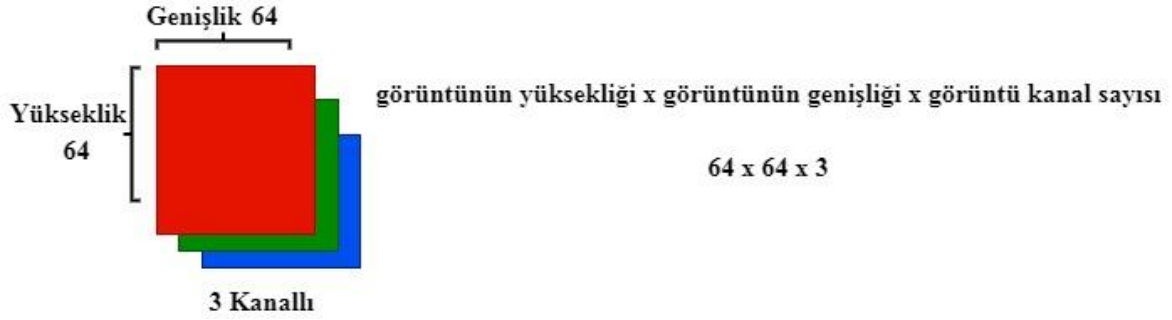 Genişlik 64
Yükseklik
64
görüntünün yüksekliği x görüntünün genişliği x görüntü kanal sayısı
64 x 64 x 3
3 Kanallı